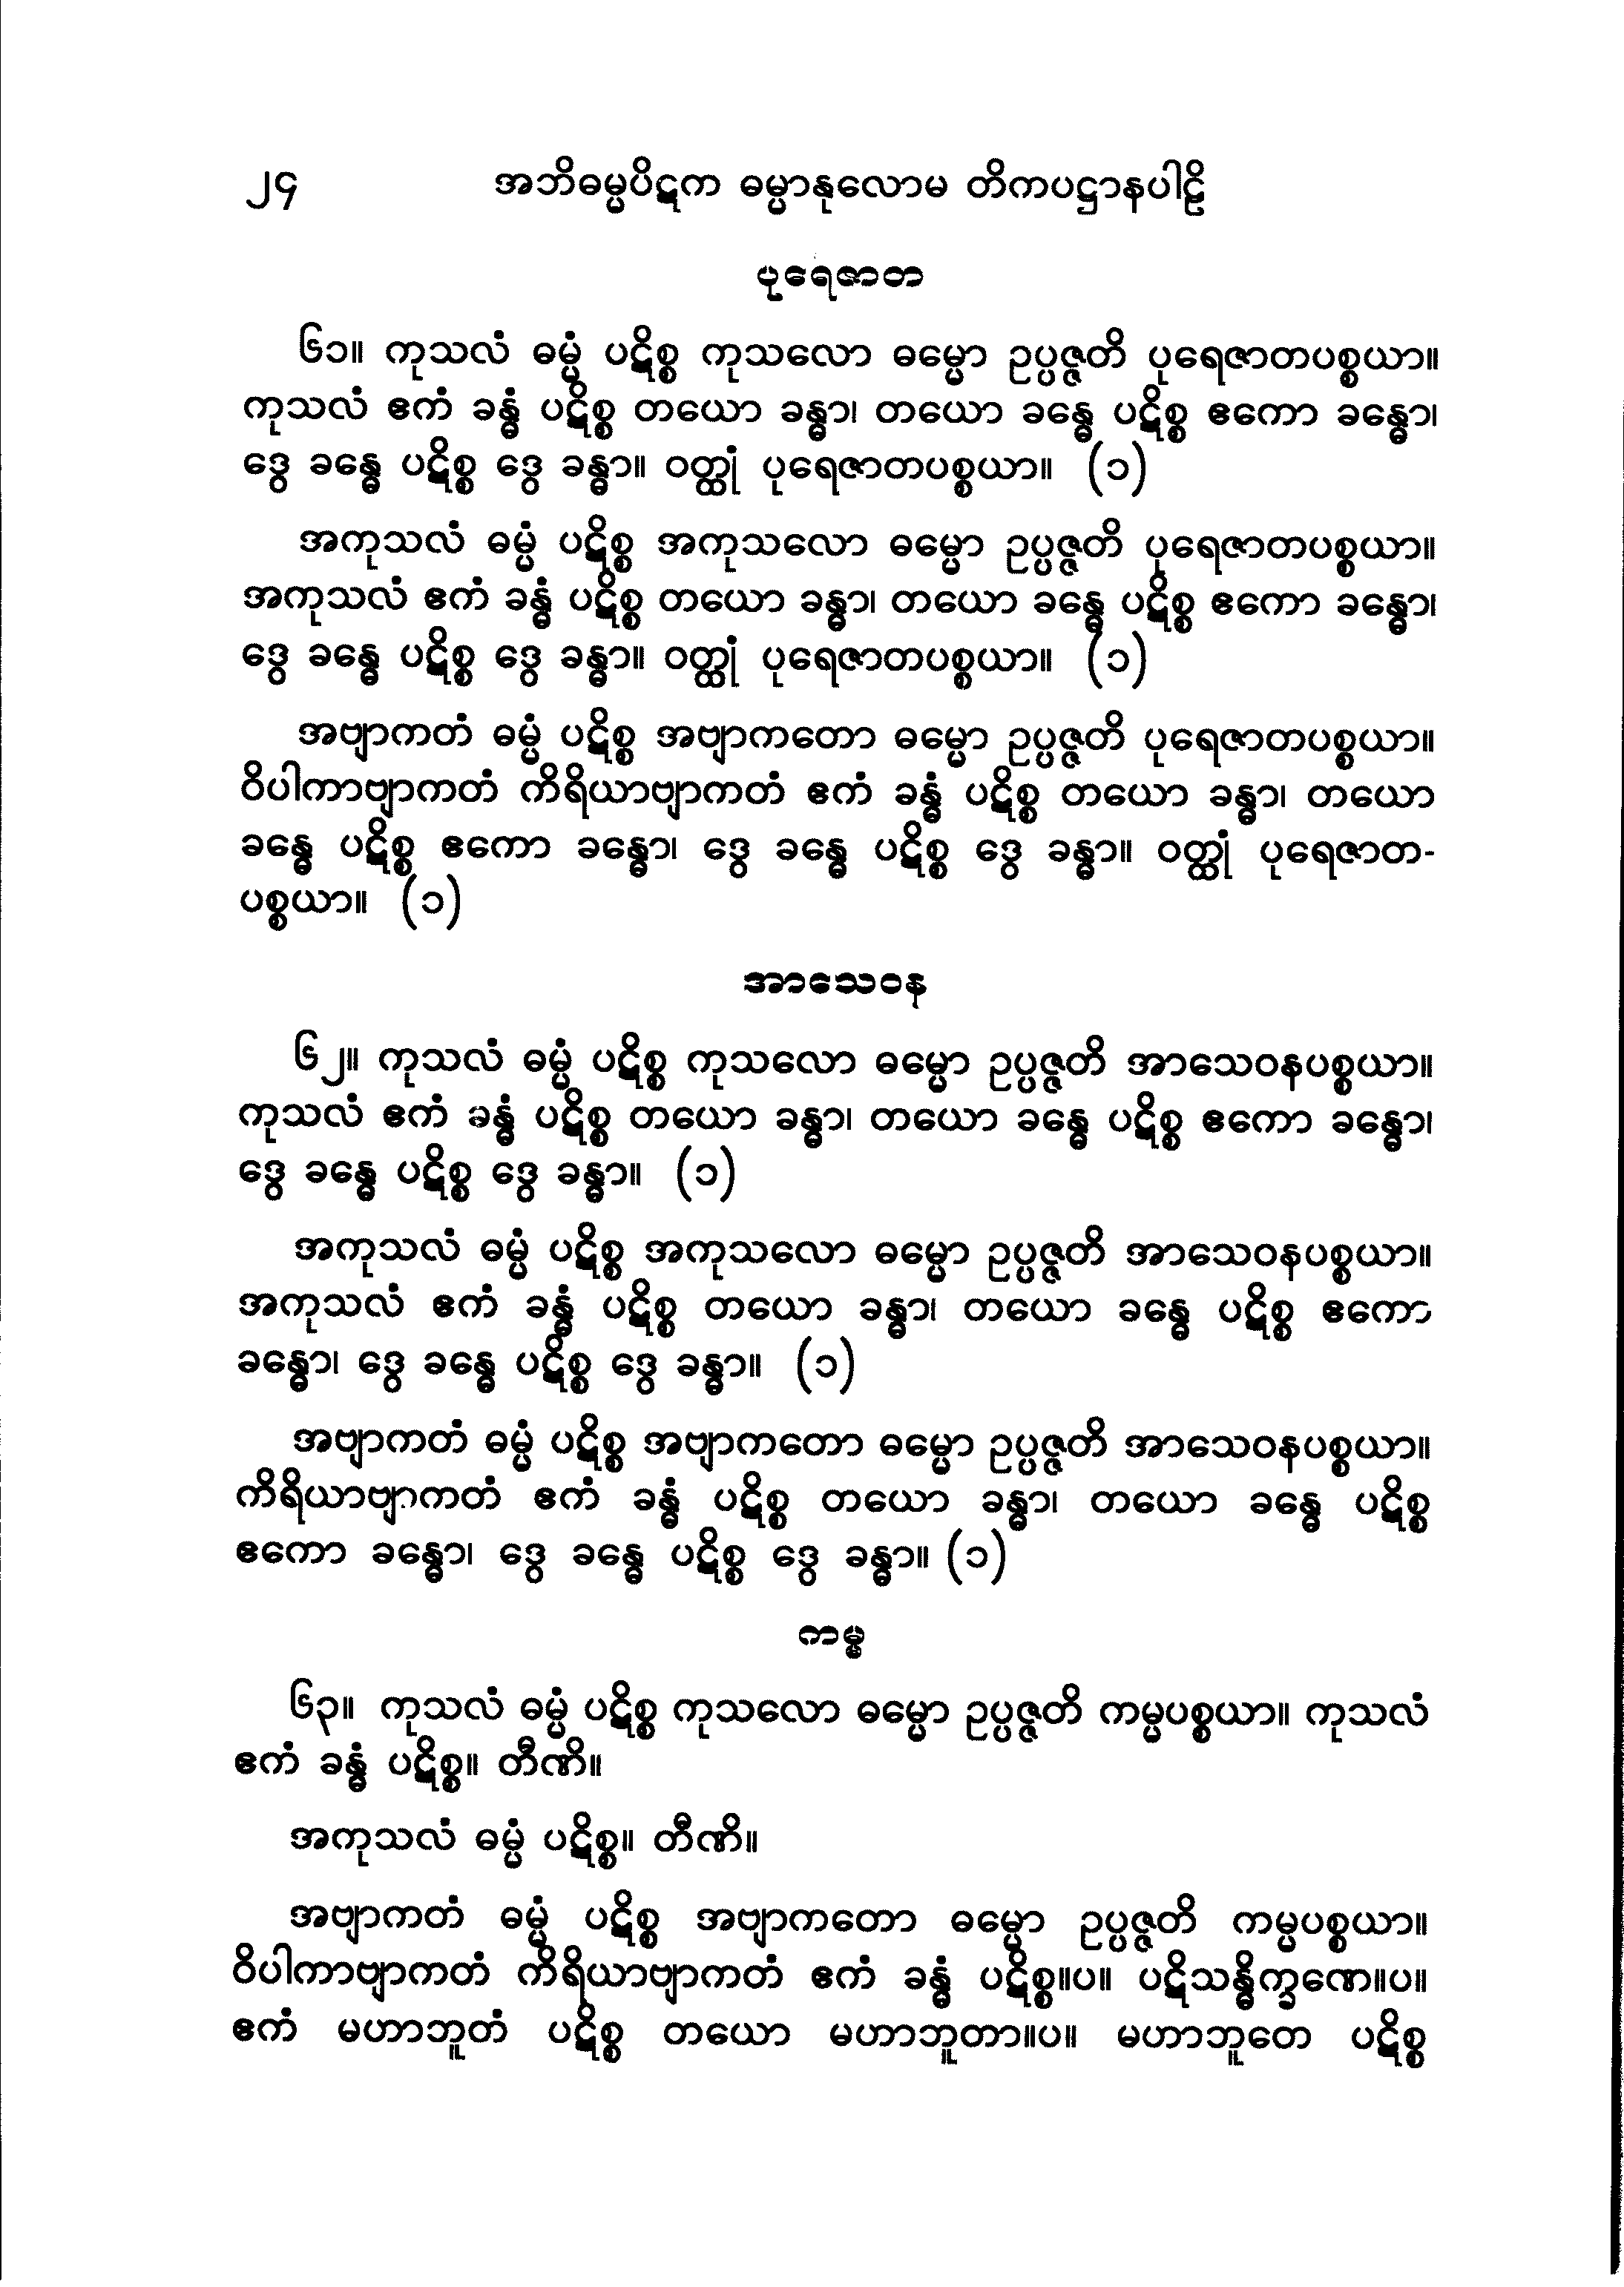 ၂၄ အဘိဓမ္မပိဋက ဓမ္မာနုလောမ တိကပဋ္ဌာနပါဠိ
ပုရေဇာတ
၆၁။ ကုသလံ ဓမ္မံ ပဋိစ္စ ကုသလော ဓမ္မော ဥပ္ပဇ္ဇတိ ပုရေဇာတပစ္စယာ။
ကုသလံ ဧကံ ခန္ဓံ ပဋိစ္စ တယော ခန္ဓာ၊ တယော ခန္ဓေ ပဋိစ္စ ဧကော ခန္ဓော၊
ဒွေ ခန္ဓေ ပဋိစ္စ ဒွေ ခန္ဓာ။ ဝတ္ထုံ ပုရေဇာတပစ္စယာ။ (၁)
အကုသလံ ဓမ္မံ ပဋိစ္စ အကုသလော ဓမ္မော ဥပ္ပဇ္ဇတိ ပုရေဇာတပစ္စယာ။
အကုသလံ ဧကံ ခန္ဓံ ပဋိစ္စ တယော ခန္ဓာ၊ တယော ခန္ဓေ ပဋိစ္စ ဧကော ခန္ဓော၊
ဒွေ ခန္ဓေ ပဋိစ္စ ဒွေ ခန္ဓာ။ ဝတ္ထုံ ပုရေဇာတပစ္စယာ။ (၁)
အဗျာကတံ ဓမ္မံ ပဋိစ္စ အဗျာကတော ဓမ္မော ဥပ္ပဇ္ဇတိ ပုရေဇာတပစ္စယာ။
ဝိပါကာဗျာကတံ ကိရိယာဗျာကတံ ဧကံ ခန္ဓံ ပဋိစ္စ တယော ခန္ဓာ၊ တယော
ခန္ဓေ ပဋိစ္စ ဧကော ခန္ဓော၊ ဒွေ ခန္ဓေ ပဋိစ္စ ဒွေ ခန္ဓာ။ ဝတ္ထုံ ပုရေဇာတ-
ပစ္စယာ။ (၁)
အာသေဝန
၆၂။ ကုသလံ ဓမ္မံ ပဋိစ္စ ကုသလော ဓမ္မော ဥပ္ပဇ္ဇတိ အာသေဝနပစ္စယာ။
ကုသလံ ဧကံ ခန္ဓံ ပဋိစ္စ တယော ခန္ဓာ၊ တယော ခန္ဓေ ပဋိစ္စ ဧကော ခန္ဓော၊
ဒွေ ခန္ဓေ ပဋိစ္စ ဒွေ ခန္ဓာ။ (၁)
အကုသလံ ဓမ္မံ ပဋိစ္စ အကုသလော ဓမ္မော ဥပ္ပဇ္ဇတိ အာသေဝနပစ္စယာ။
အကုသလံ ဧကံ ခန္ဓံ ပဋိစ္စ တယော ခန္ဓာ၊ တယော ခန္ဓေ ပဋိစ္စ ဧကော
ခန္ဓော၊ ဒွေ ခန္ဓေ ပဋိစ္စ ဒွေ ခန္ဓာ။ (၁)
အဗျာကတံ ဓမ္မံ ပဋိစ္စ အဗျာကတော ဓမ္မော ဥပ္ပဇ္ဇတိ အာသေဝနပစ္စယာ။
ကိရိယာဗျာကတံ ဧကံ ခန္ဓံ ပဋိစ္စ တယော ခန္ဓာ၊ တယော ခန္ဓေ ပဋိစ္စ
ဧကော ခန္ဓော၊ ဒွေ ခန္ဓေ ပဋိစ္စ ဒွေ ခန္ဓာ။ (၁)
ကမ္မ
၆၃။ ကုသလံ ဓမ္မံ ပဋိစ္စ ကုသလော ဓမ္မော ဥပ္ပဇ္ဇတိ ကမ္မပစ္စယာ။ ကုသလံ
ဧကံ ခန္ဓံ ပဋိစ္စ။ တီဏိ။
အကုသလံ ဓမ္မံ ပဋိစ္စ။ တီဏိ။
အဗျာကတံ ဓမ္မံ ပဋိစ္စ အဗျာကတော ဓမ္မော ဥပ္ပဇ္ဇတိ ကမ္မပစ္စယာ။
ဝိပါကာဗျာကတံ ကိရိယာဗျာကတံ ဧကံ ခန္ဓံ ပဋိစ္စ။ပ။ ပဋိသန္ဓိက္ခဏေ။ပ။
ဧကံ မဟာဘူတံ ပဋိစ္စ တယော မဟာဘူတာ။ပ။ မဟာဘူတေ ပဋိစ္စ